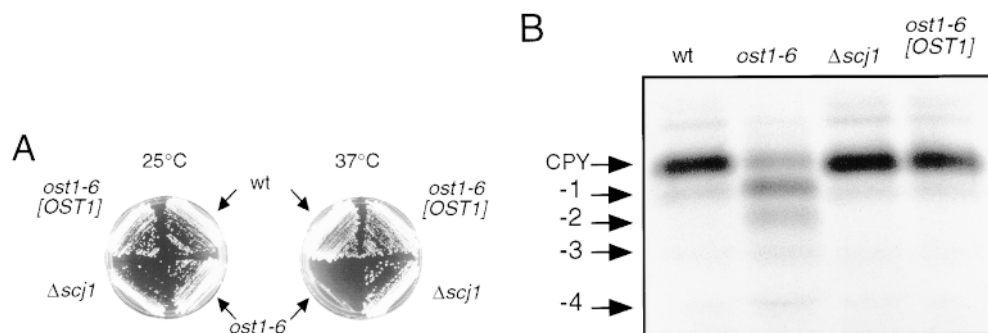 A
25°C
37°C
ost1-6
[OST1]
wt
ost1-6
[OST1]
Δscj1
ost1-6
Δscj1
B
wt
ost1-6
Δscj1
ost1-6
[OST1]
CPY
-1
-2
-3
-4